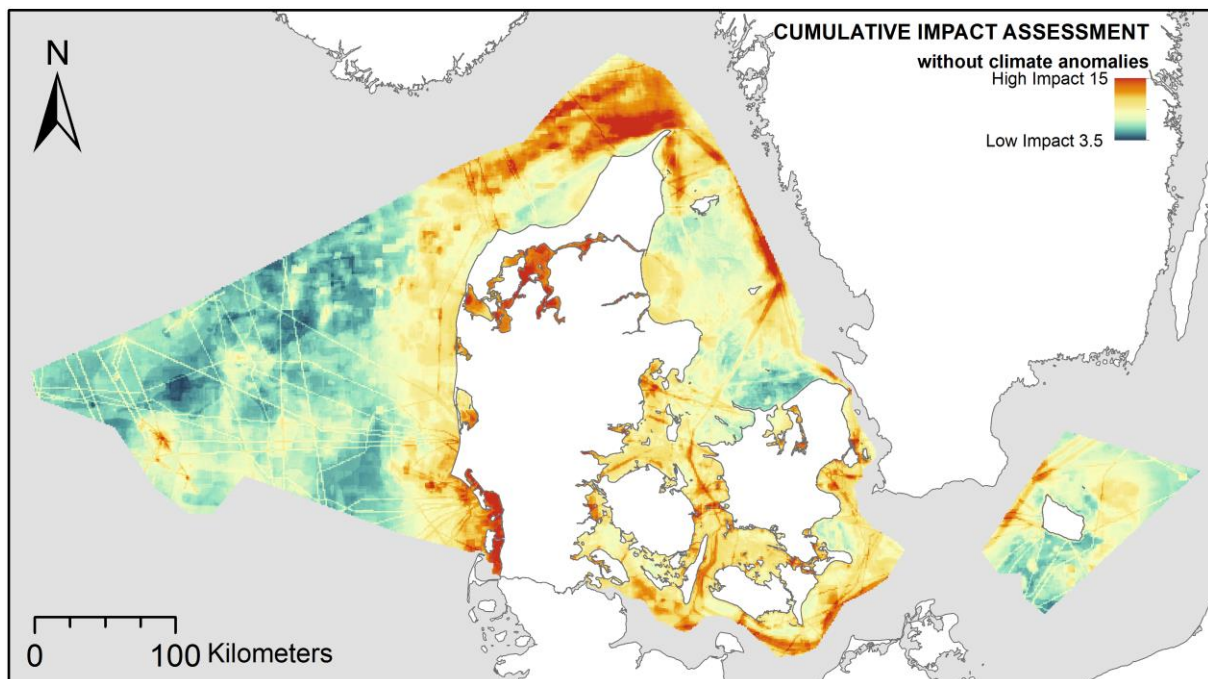 CUMULATIVE IMPACT ASSESSMENT
without climate anomalies
High Impact 15
Low Impact 3.5
N
0 100 Kilometers